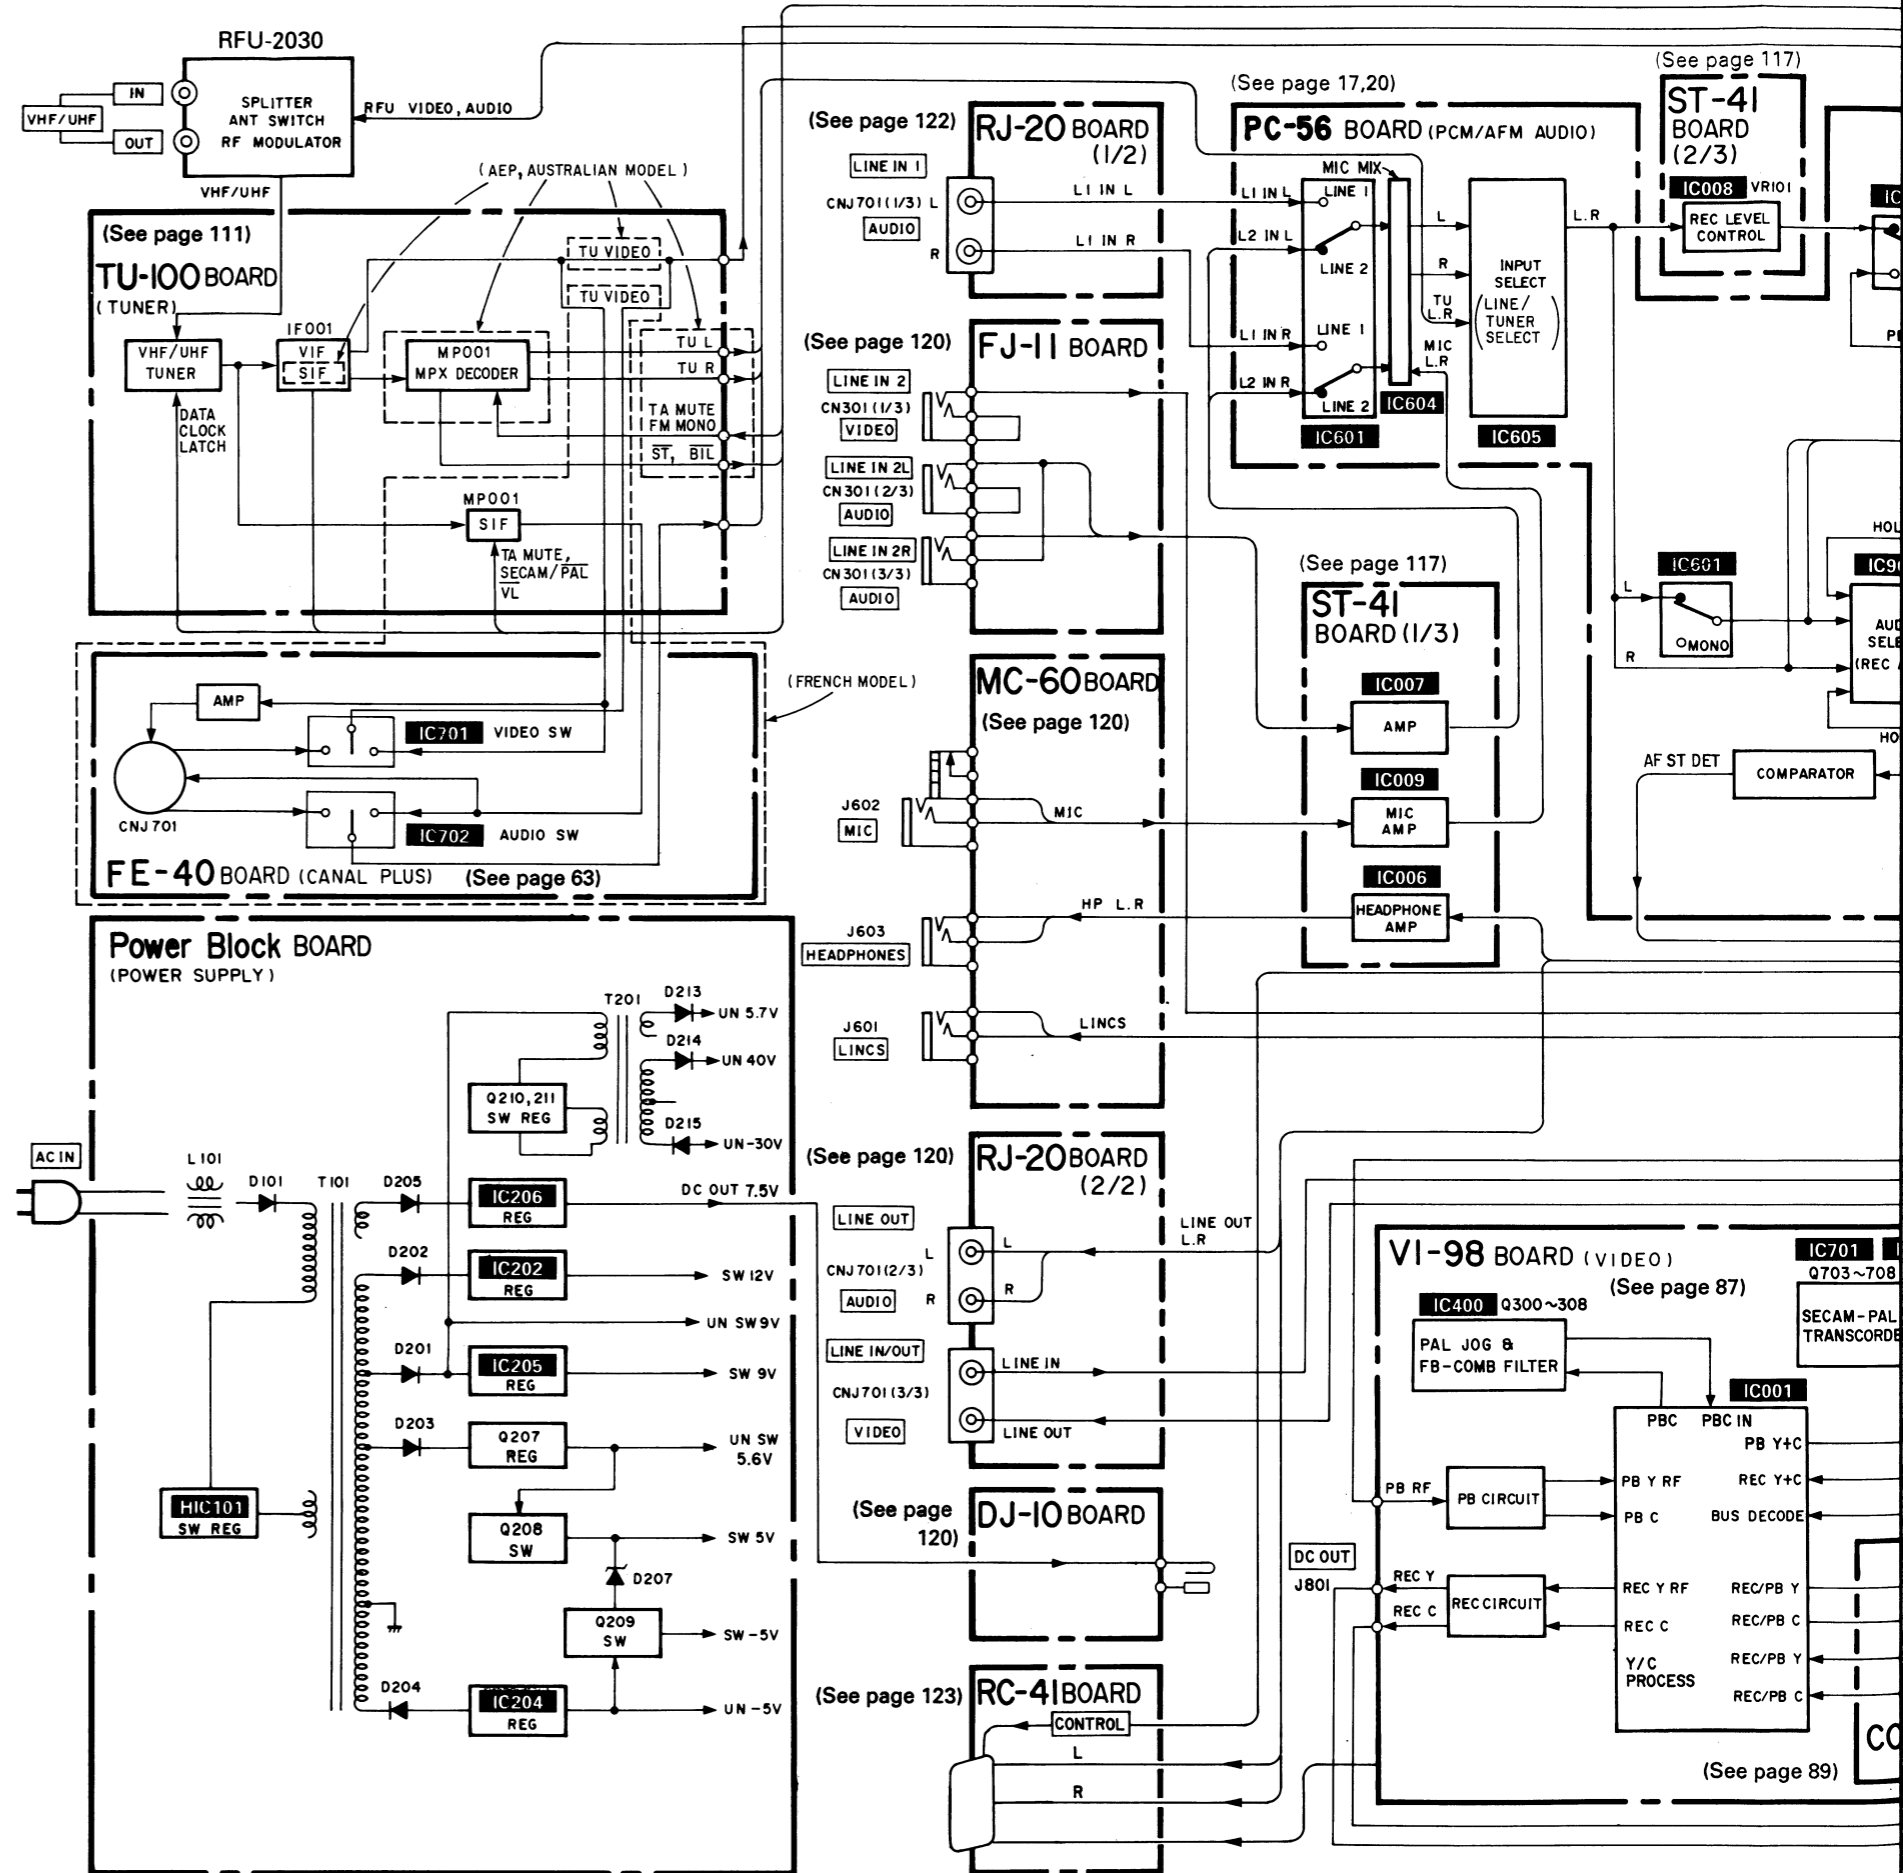 RFU-2030
IN
VHF/UHF
OUT
SPLITTER
ANT SWITCH
RF MODULATOR
RFU VIDEO, AUDIO
VHF/UHF
(AEP, AUSTRALIAN MODEL)
(See page 111)
TU-100 BOARD
(TUNER)
TU VIDEO
TU VIDEO
IF001
VHF/UHF
TUNER
VIF
SIF
MP001
MPX DECODER
TU L
TU R
DATA
CLOCK
LATCH
TA MUTE
FM MONO
ST, BIL
MP001
SIF
TA MUTE,
SECAM/PAL
VL
(FRENCH MODEL)
AMP
IC701 VIDEO SW
CNJ701
IC702 AUDIO SW
FE-40 BOARD (CANAL PLUS) (See page 63)
Power Block BOARD
(POWER SUPPLY)
T201
D213
UN 5.7V
D214
UN 40V
Q210,211
SW REG
D215
UN-30V
AC IN
L101
D101
T101
D205
IC206
REG
DC OUT 7.5V
D202
IC202
REG
SW 12V
UN SW 9V
D201
IC205
REG
SW 9V
D203
Q207
REG
UN SW
5.6V
HIC101
SW REG
Q208
SW
SW 5V
D207
Q209
SW
SW-5V
D204
IC204
REG
UN-5V
(See page 122)
RJ-20 BOARD
(1/2)
LINE IN 1
CNJ701(1/3) L
AUDIO
R
L1 IN L
L1 IN R
(See page 120)
FJ-11 BOARD
LINE IN 2
CN301(1/3)
VIDEO
LINE IN 2L
CN301(2/3)
AUDIO
LINE IN 2R
CN301(3/3)
AUDIO
MC-60 BOARD
(See page 120)
J602
MIC
MIC
HP L.R
J603
HEADPHONES
J601
LINCS
LINCS
(See page 120)
RJ-20 BOARD
(2/2)
LINE OUT
L
CNJ701(2/3)
AUDIO
R
L
R
LINE OUT
L.R
LINE IN/OUT
CNJ701(3/3)
VIDEO
LINE IN
LINE OUT
(See page
120)
DJ-10 BOARD
DC OUT
J801
(See page 123)
RC-41 BOARD
CONTROL
L
R
(See page 17,20)
PC-56 BOARD (PCM/AFM AUDIO)
MIC MIX
L1 IN L
LINE 1
L2 IN L
LINE 2
L1 IN R
LINE 1
L2 IN R
LINE 2
IC601
IC604
L
R
TU
L.R
MIC
L.R
INPUT
SELECT
(LINE/
TUNER
SELECT)
IC605
L.R
(See page 117)
ST-41
BOARD
(2/3)
IC008 VR101
REC LEVEL
CONTROL
IC601
L
MONO
R
AF ST DET
COMPARATOR
(See page 117)
ST-41
BOARD (1/3)
IC007
AMP
IC009
MIC
AMP
IC006
HEADPHONE
AMP
VI-98 BOARD (VIDEO)
(See page 87)
IC701
Q703~708
SECAM-PAL
TRANSCORDE
IC400 Q300~308
PAL JOG &
FB-COMB FILTER
IC001
PBC
PBC IN
PB Y+C
PB RF
PB CIRCUIT
PB Y RF
REC Y+C
PB C
BUS DECODE
REC Y
REC C
REC CIRCUIT
REC Y RF
REC/PB Y
REC C
REC/PB C
Y/C
PROCESS
REC/PB Y
REC/PB C
(See page 89)